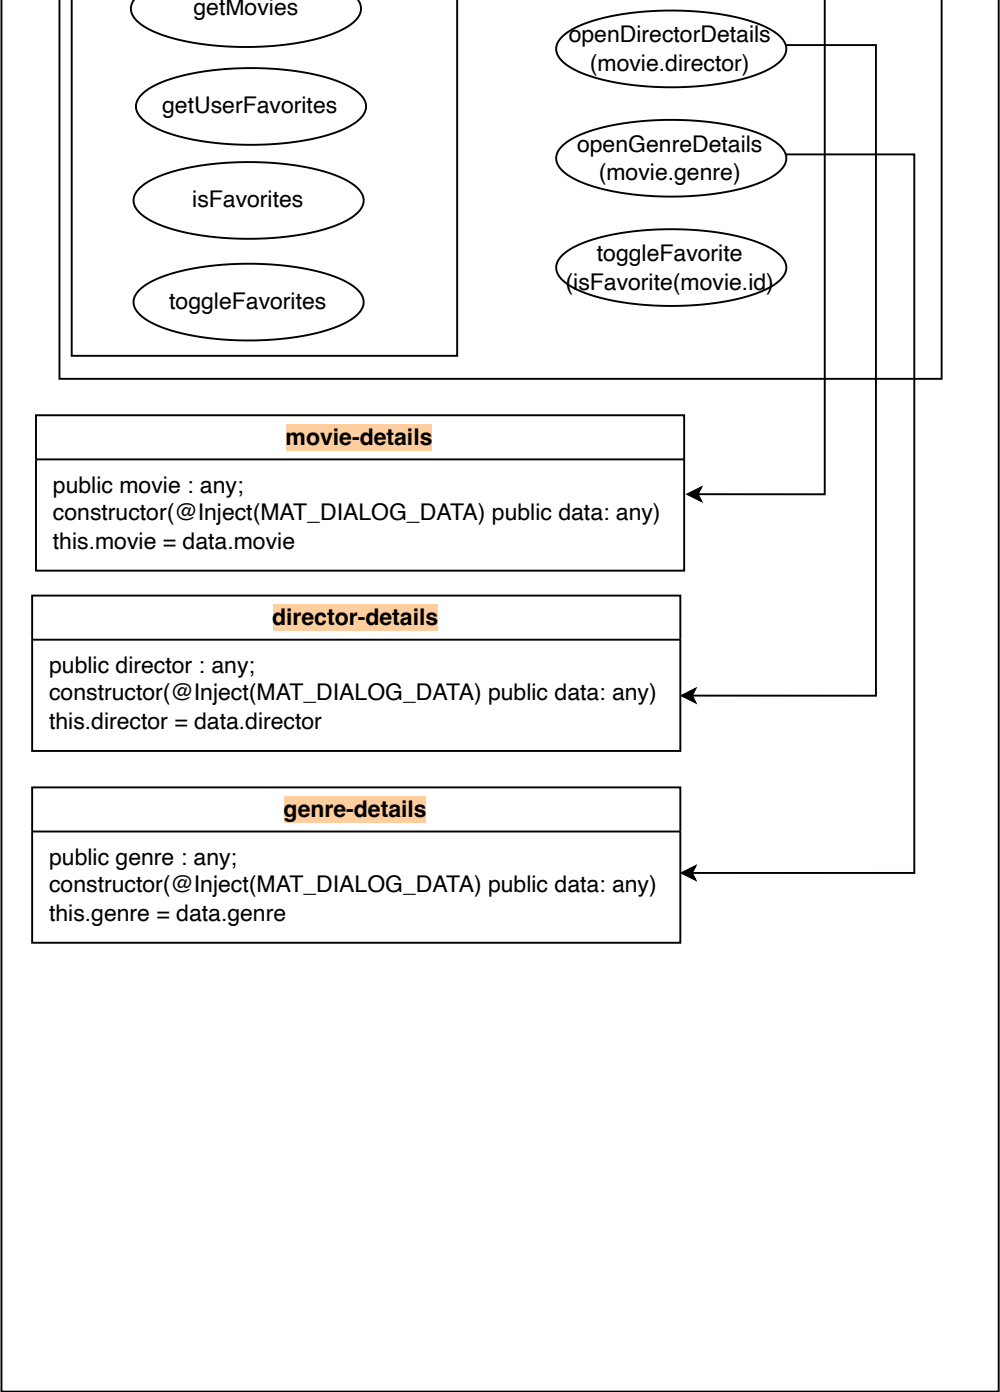 getMovies
getUserFavorites
isFavorites
toggleFavorites
openDirectorDetails
(movie.director)
openGenreDetails
(movie.genre)
toggleFavorite
(isFavorite(movie.id)
movie-details
public movie : any;
constructor(@Inject(MAT_DIALOG_DATA) public data: any)
this.movie = data.movie
director-details
public director : any;
constructor(@Inject(MAT_DIALOG_DATA) public data: any)
this.director = data.director
genre-details
public genre : any;
constructor(@Inject(MAT_DIALOG_DATA) public data: any)
this.genre = data.genre